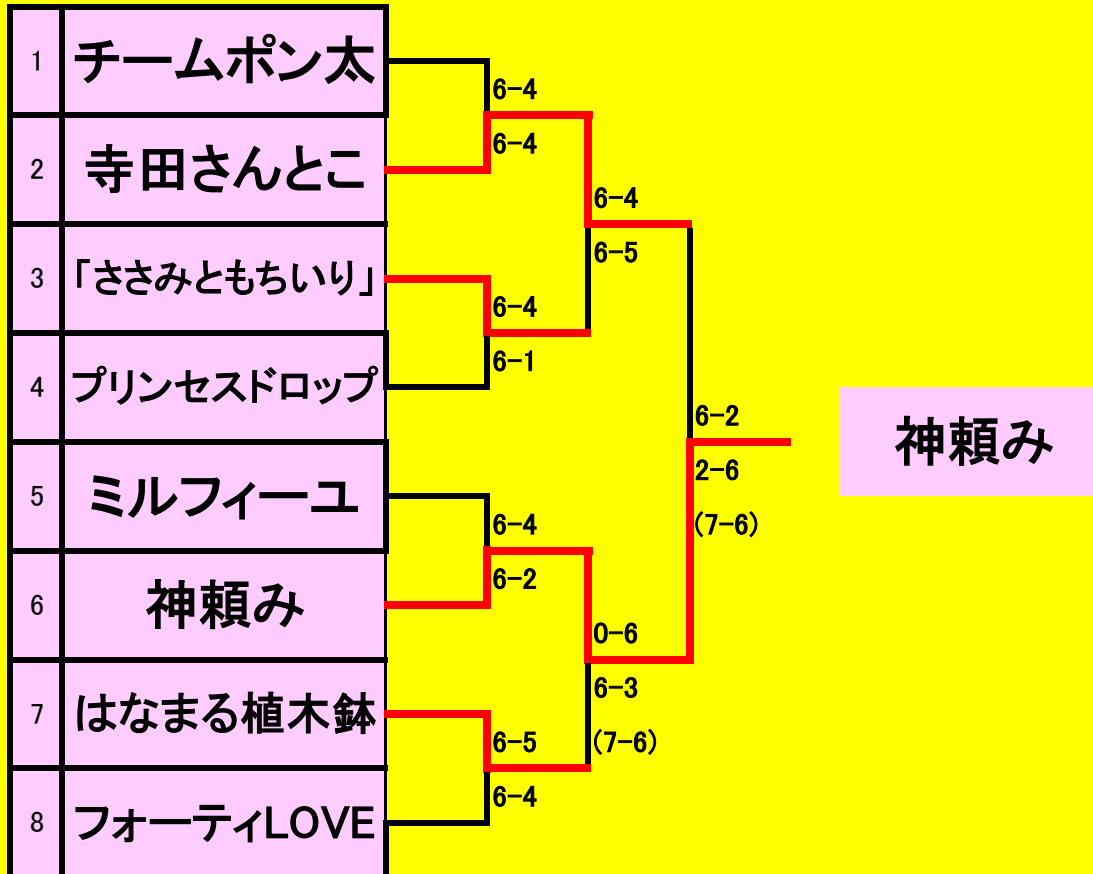 1 チームポン太
2 寺田さんとこ
3 「ささみともちいり」
4 プリンセスドロップ
5 ミルフィーユ
6 神頼み
7 はなまる植木鉢
8 フォーティLOVE
6-4
6-4
6-4
6-1
6-4
6-2
6-5
6-4
6-4
6-5
0-6
6-3
(7-6)
6-2
2-6
(7-6)
神頼み